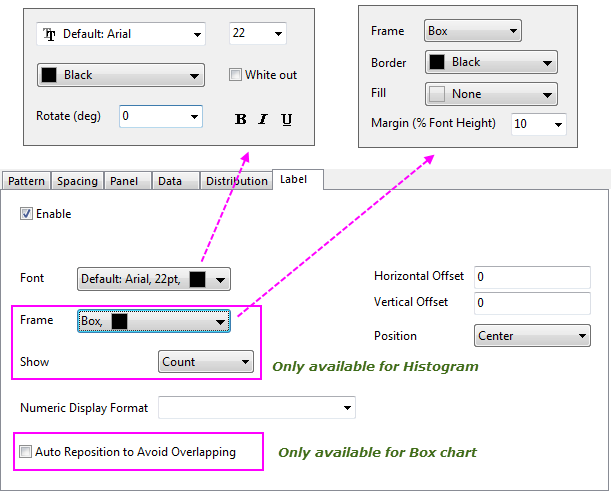 Default: Arial 22
Black White out
Rotate (deg) 0 B I U
Frame Box
Border Black
Fill None
Margin (% Font Height) 10
Pattern Spacing Panel Data Distribution Label
Enable
Font Default: Arial, 22pt,
Horizontal Offset 0
Vertical Offset 0
Frame Box,
Position Center
Show Count
Only available for Histogram
Numeric Display Format
Auto Reposition to Avoid Overlapping
Only available for Box chart